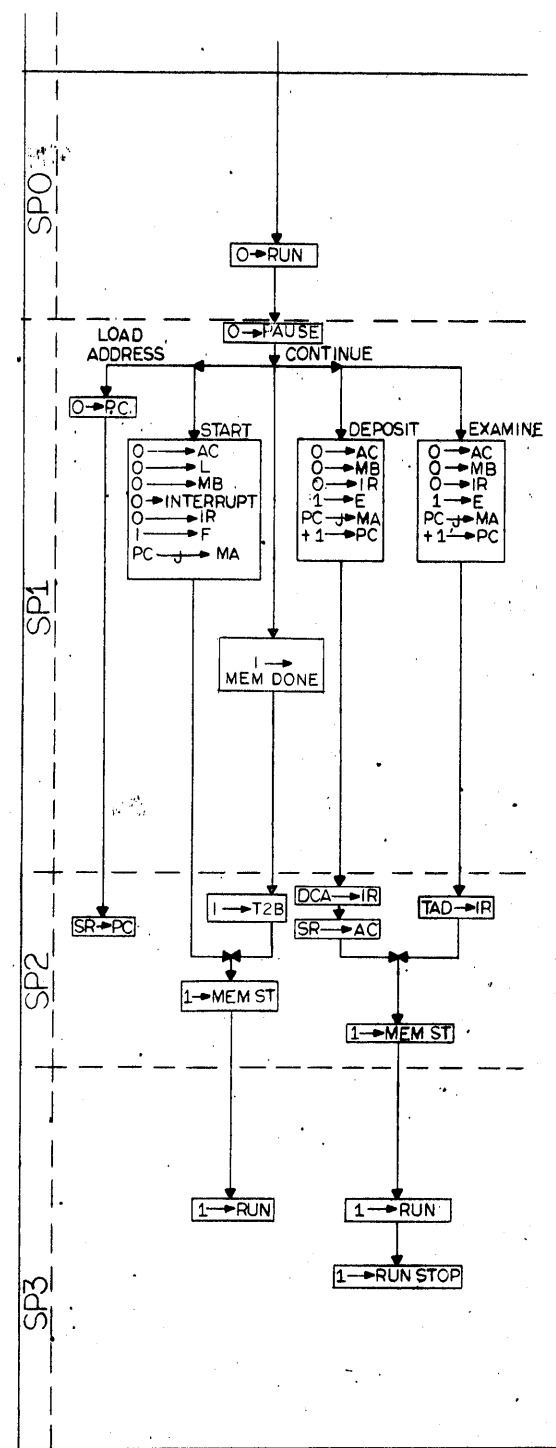 SP0
0→RUN
0→PAUSE
LOAD
ADDRESS
CONTINUE
0→PC
START
0→AC
0→L
0→MB
0→INTERRUPT
0→IR
1→F
PC—J→MA
DEPOSIT
0→AC
0→MB
0→IR
1→E
PC—J→MA
+1→PC
EXAMINE
0→AC
0→MB
0→IR
1→E
PC—J→MA
+1→PC
SP1
1→
MEM DONE
SP2
SR→PC
1→T2B
DCA→IR
SR→AC
TAD→IR
1→MEM ST
1→MEM ST
SP3
1→RUN
1→RUN
1→RUN STOP